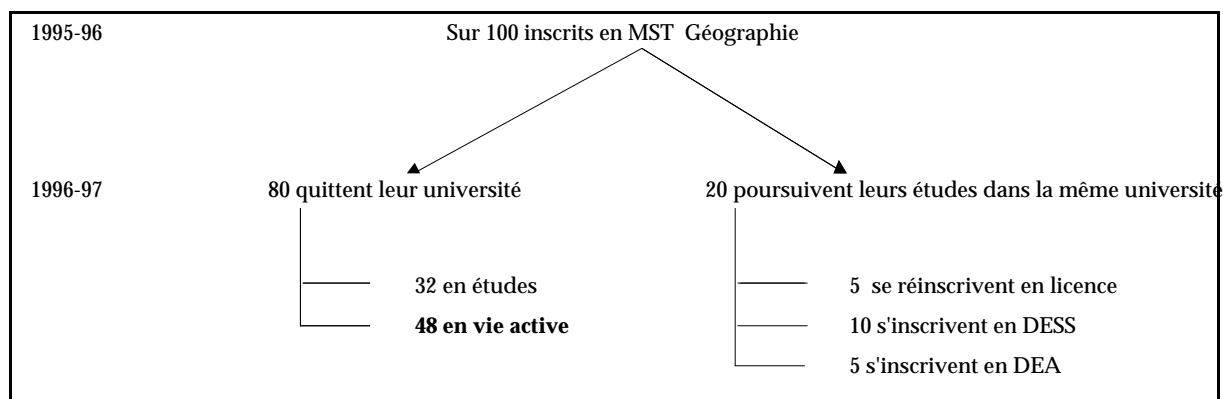 1995-96 Sur 100 inscrits en MST Géographie
1996-97 80 quittent leur université 20 poursuivent leurs études dans la même université
32 en études 5 se réinscrivent en licence
48 en vie active 10 s'inscrivent en DESS
5 s'inscrivent en DEA